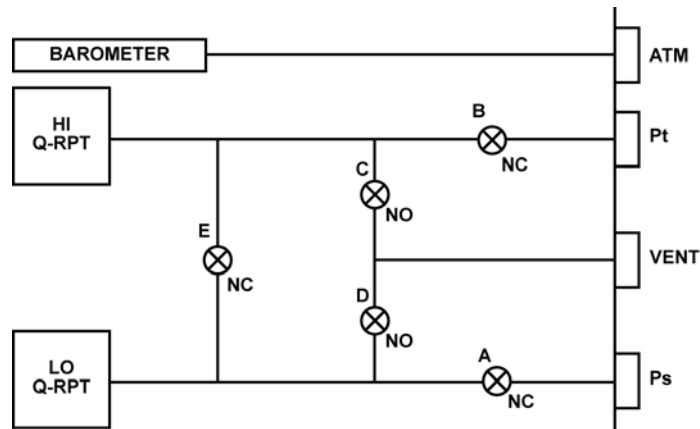 BAROMETER
ATM
HI
Q-RPT
B
NC
Pt
C
NO
E
NC
VENT
D
NO
LO
Q-RPT
A
NC
Ps